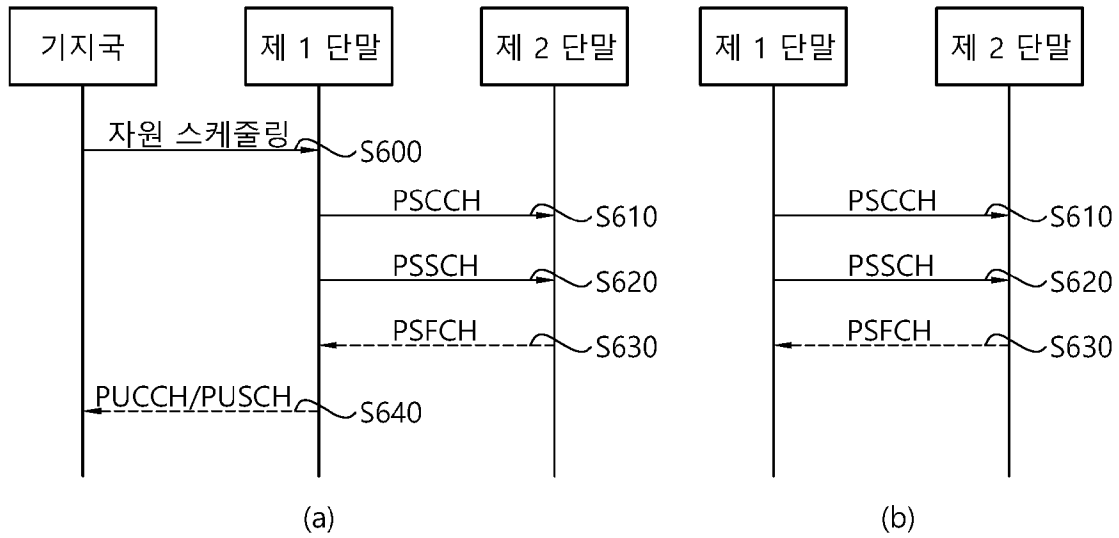 기지국
제 1 단말
제 2 단말
자원 스케줄링
S600
PSCCH
S610
PSSCH
S620
PSFCH
S630
PUCCH/PUSCH
S640
(a)
제 1 단말
제 2 단말
PSCCH
S610
PSSCH
S620
PSFCH
S630
(b)